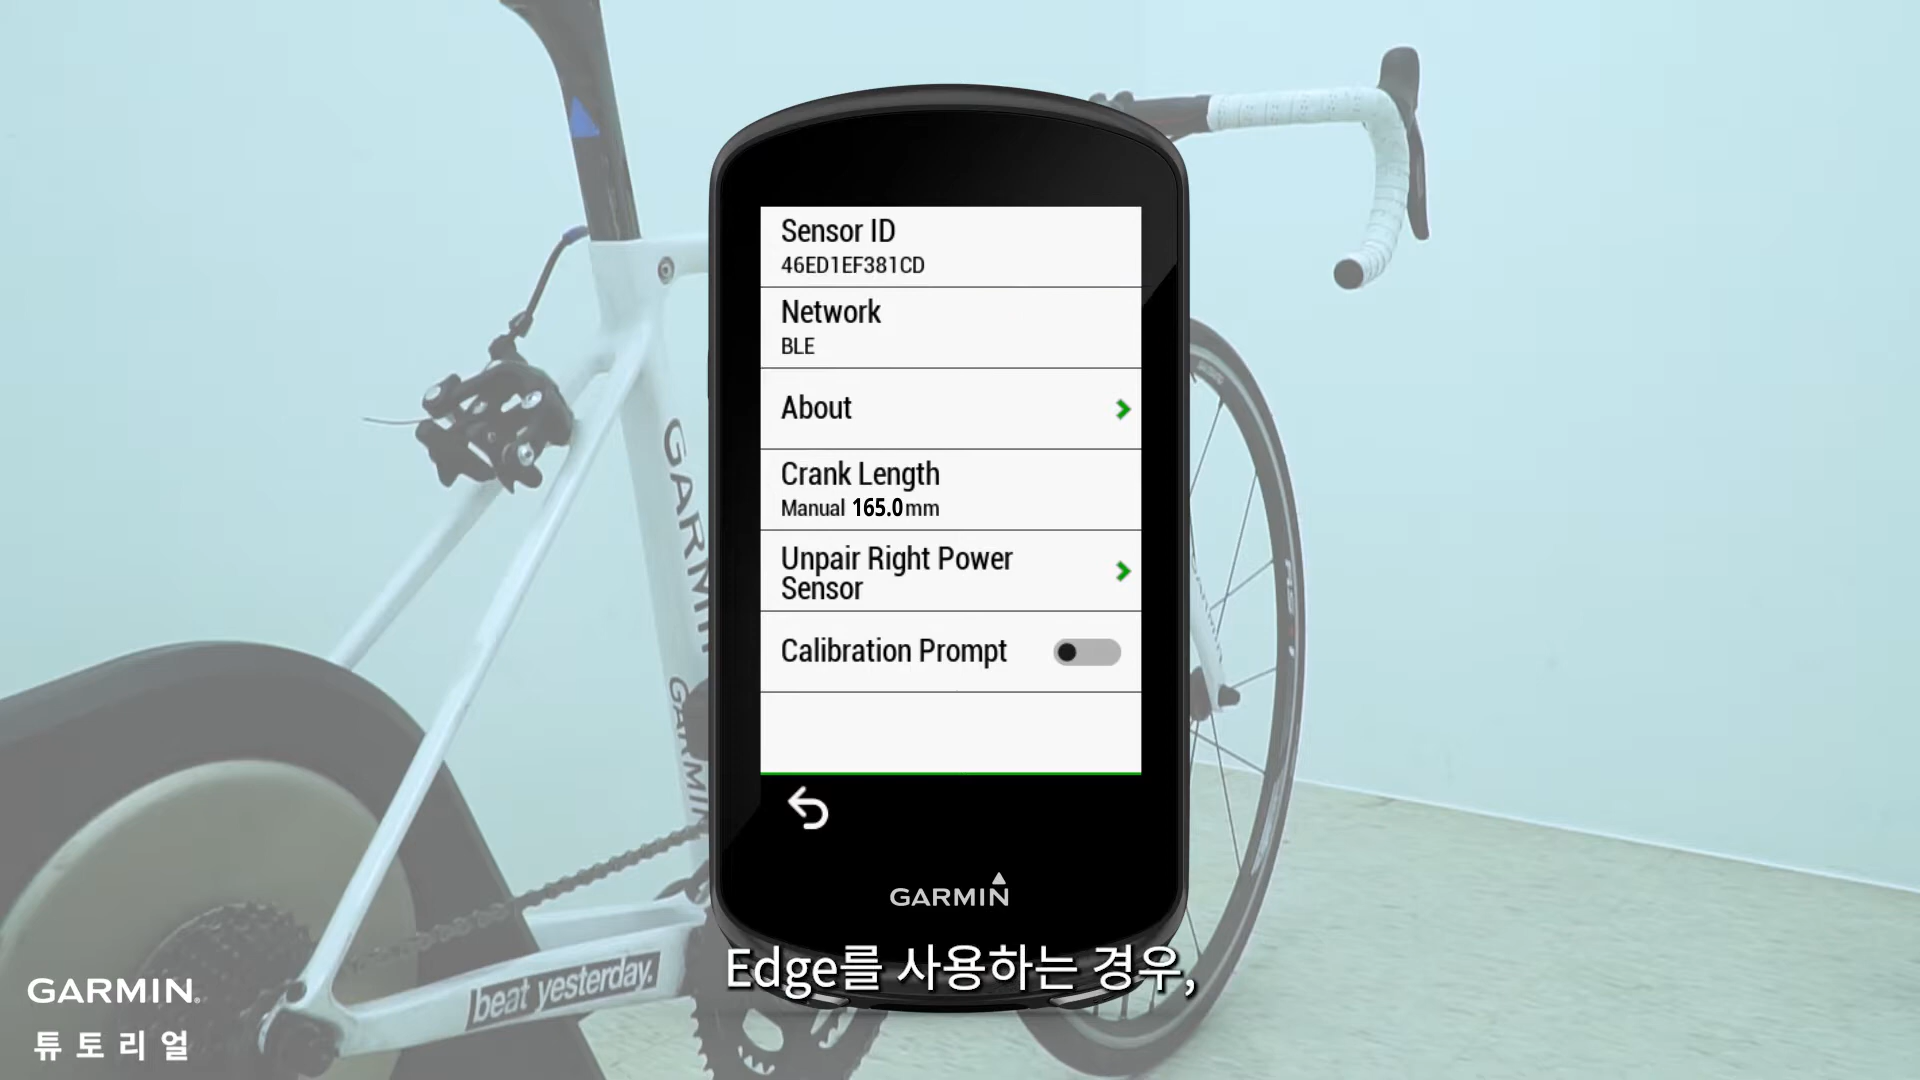 Sensor ID
46ED1EF381CD
Network
BLE
About
Crank Length
Manual 165.0mm
Unpair Right Power
Sensor
Calibration Prompt
GARMIN
Edge를 사용하는 경우,
GARMIN
GARMIN
beat yesterday.
GARMIN.
튜토리얼